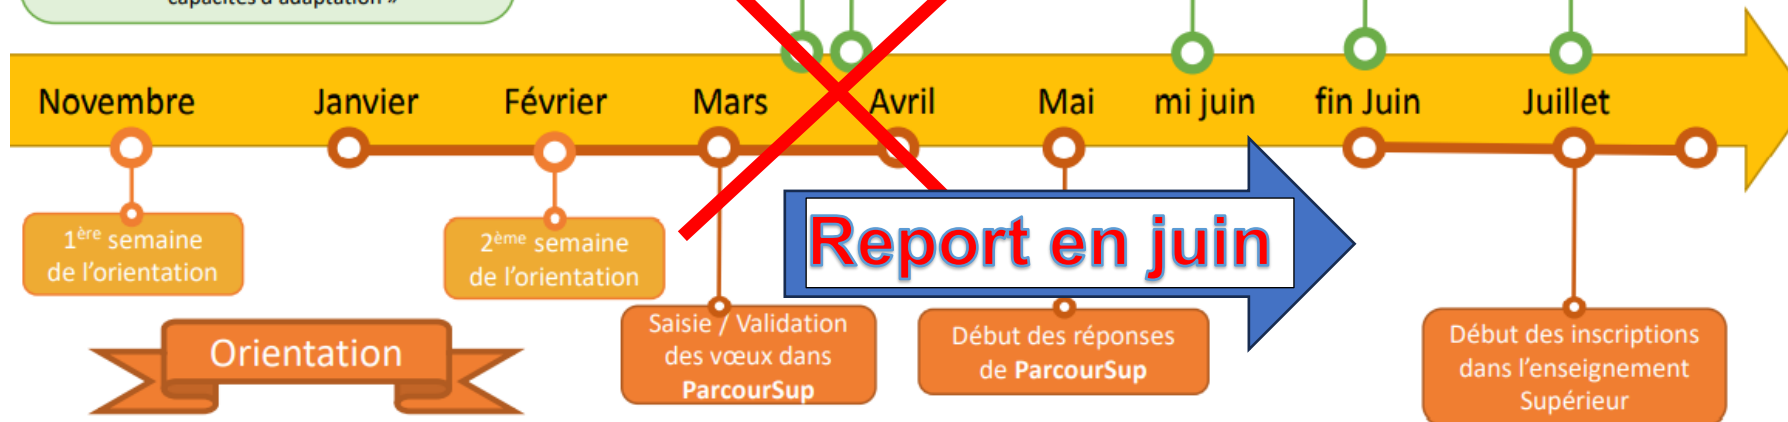 capacités d'adaptation »
Novembre
Janvier
Février
Mars
Avril
Mai
mi juin
fin Juin
Juillet
1ère semaine
de l'orientation
2ème semaine
de l'orientation
Report en juin
Saisie / Validation
des vœux dans
ParcourSup
Début des réponses
de ParcourSup
Début des inscriptions
dans l'enseignement
Supérieur
Orientation